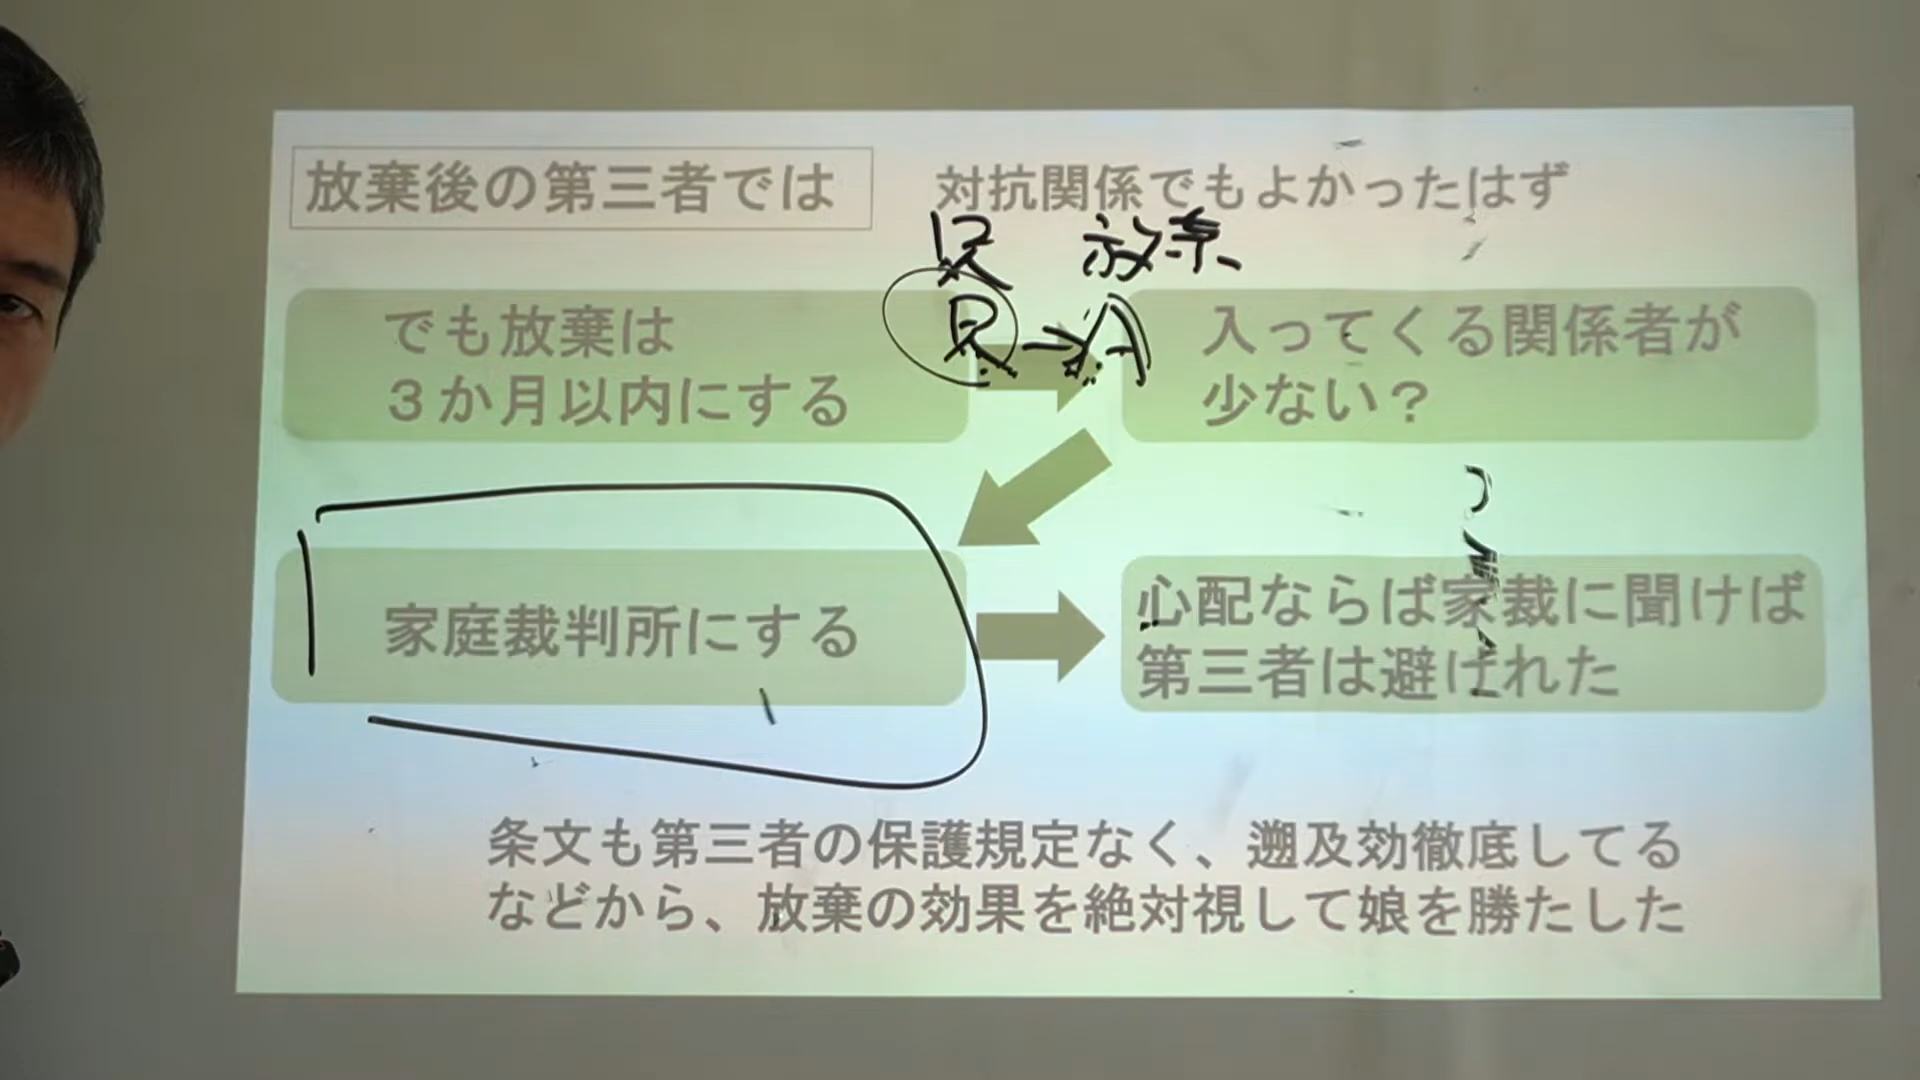 放棄後の第三者では
対抗関係でもよかったはず
放棄
→A
でも放棄は
３か月以内にする
入ってくる関係者が
少ない？
家庭裁判所にする
心配ならば家裁に聞けば
第三者は避けれた
条文も第三者の保護規定なく、遡及効徹底してる
などから、放棄の効果を絶対視して娘を勝たした